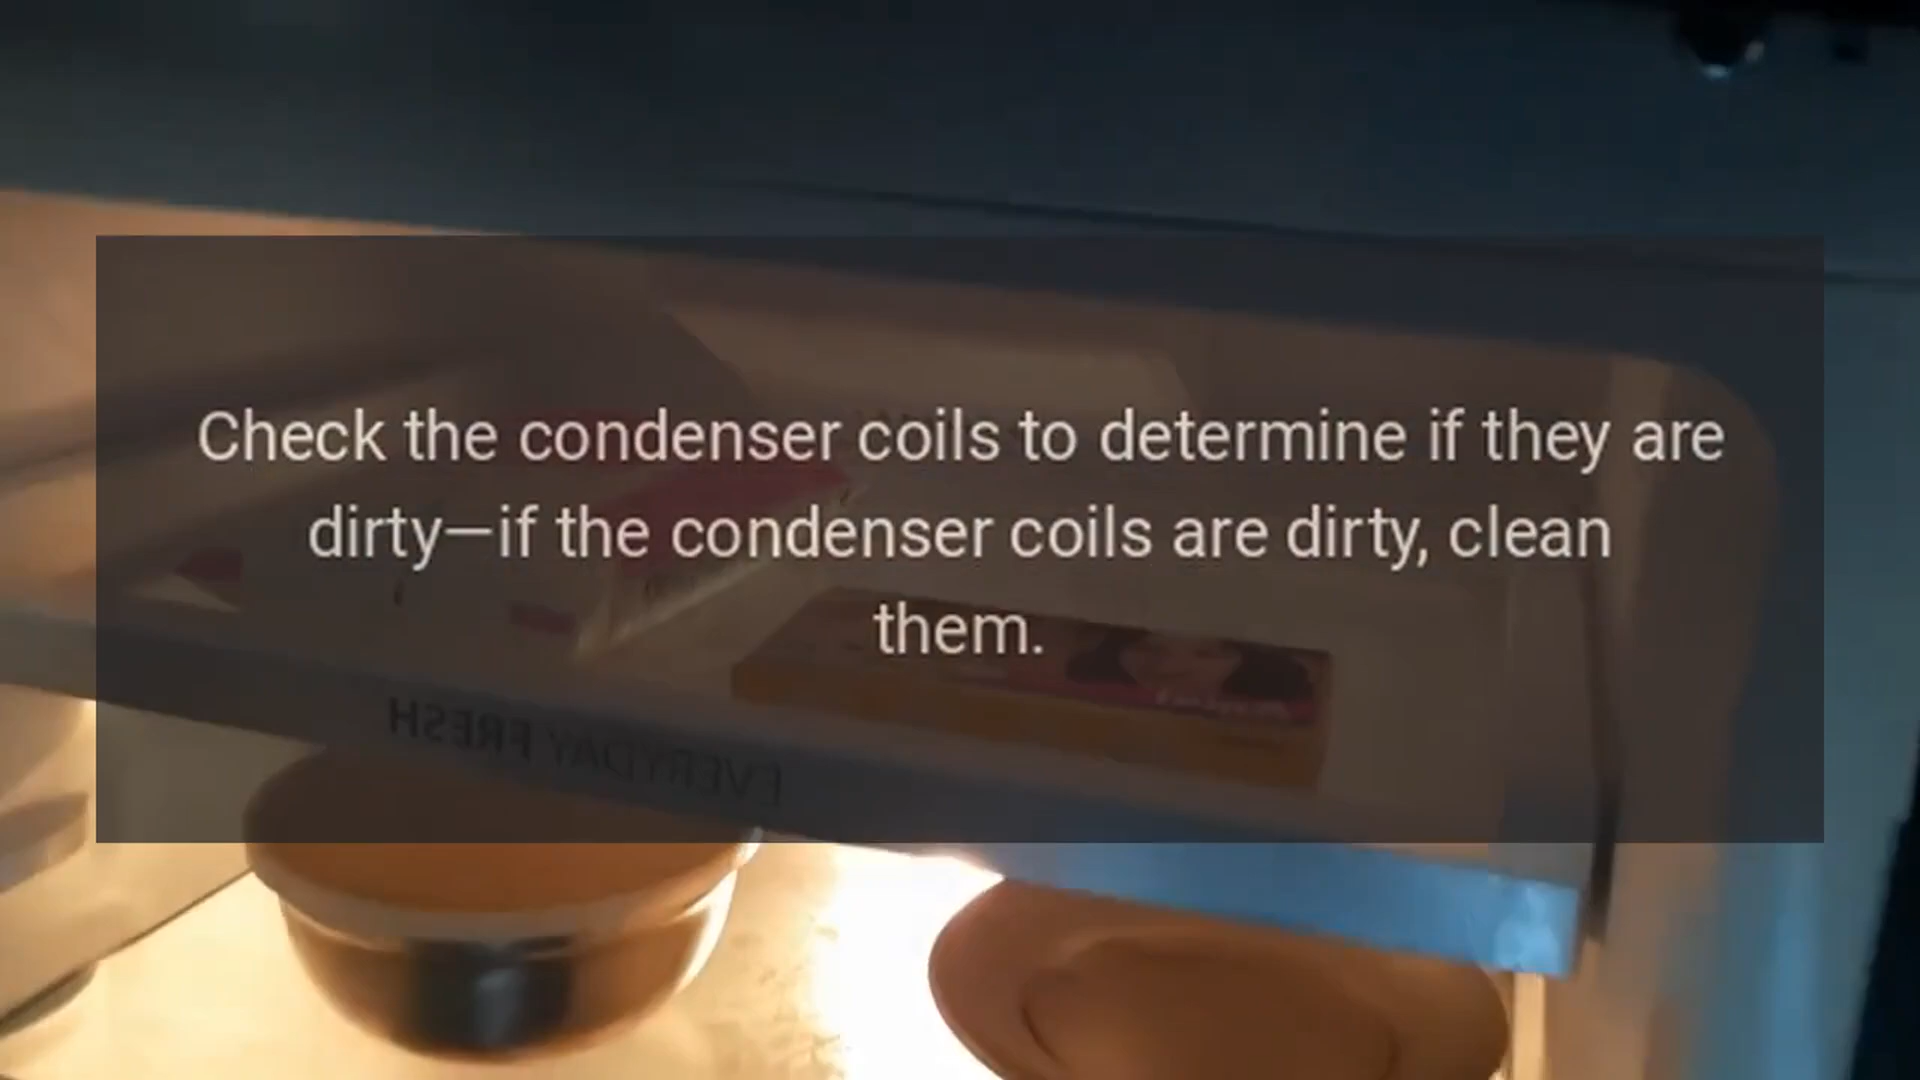 Check the condenser coils to determine if they are
dirty—if the condenser coils are dirty, clean
them.
EVERYDAY FRESH